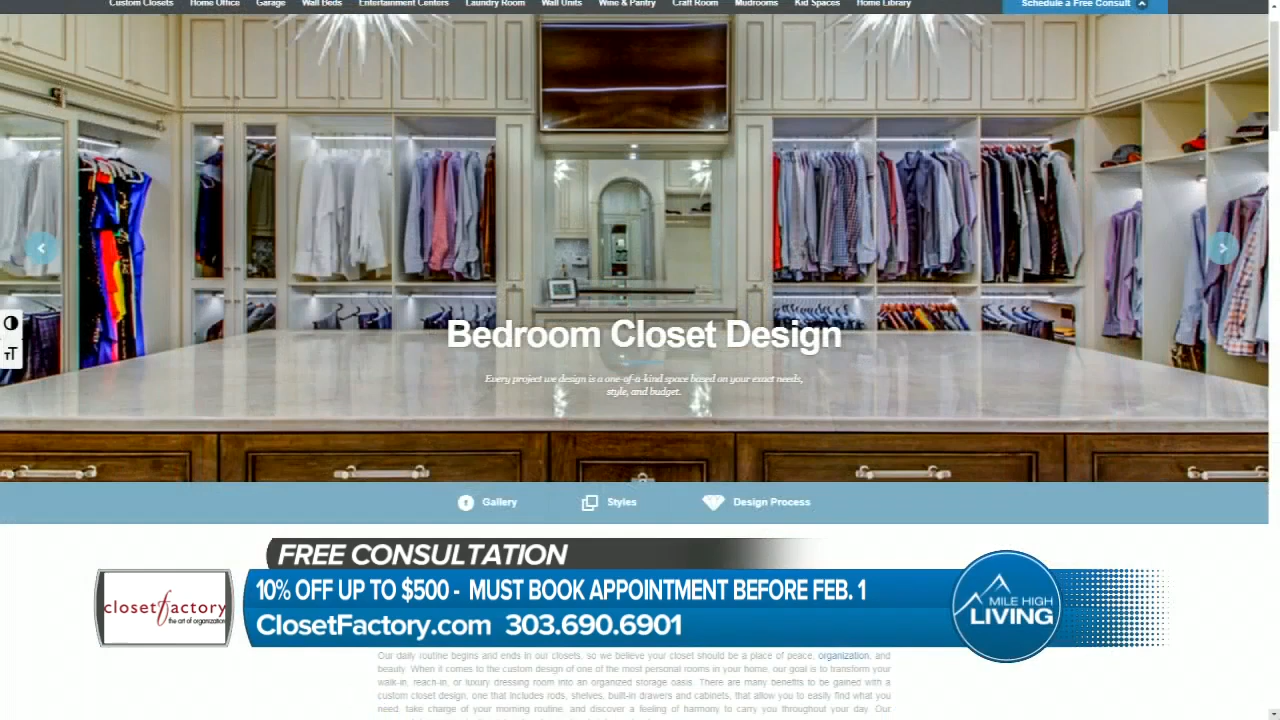 Custom Closets Home Office Garage Wall Beds Entertainment Centers Laundry Room Wall Units Wine & Pantry Craft Room Mudrooms Kid Spaces Home Library Schedule a Free Consult
TT
Bedroom Closet Design
Every project we design is a one-of-a-kind space based on your exact needs,
style, and budget.
Gallery Styles Design Process
FREE CONSULTATION
10% OFF UP TO $500 - MUST BOOK APPOINTMENT BEFORE FEB. 1
closetfactory
the art of organization
ClosetFactory.com 303.690.6901
MILE HIGH
LIVING
Our daily routine begins and ends in our closets, so we believe your closet should be a place of peace, organization, and
beauty. When it comes to the custom design of one of the most personal rooms in your home, our goal is to transform your
walk-in, reach-in, or luxury dressing room into an organized storage oasis. There are many benefits to be gained with a
custom closet design, one that includes rods, shelves, built-in drawers and cabinets, that allow you to easily find what you
need, take charge of your morning routine, and discover a feeling of harmony to carry you throughout your day. Our